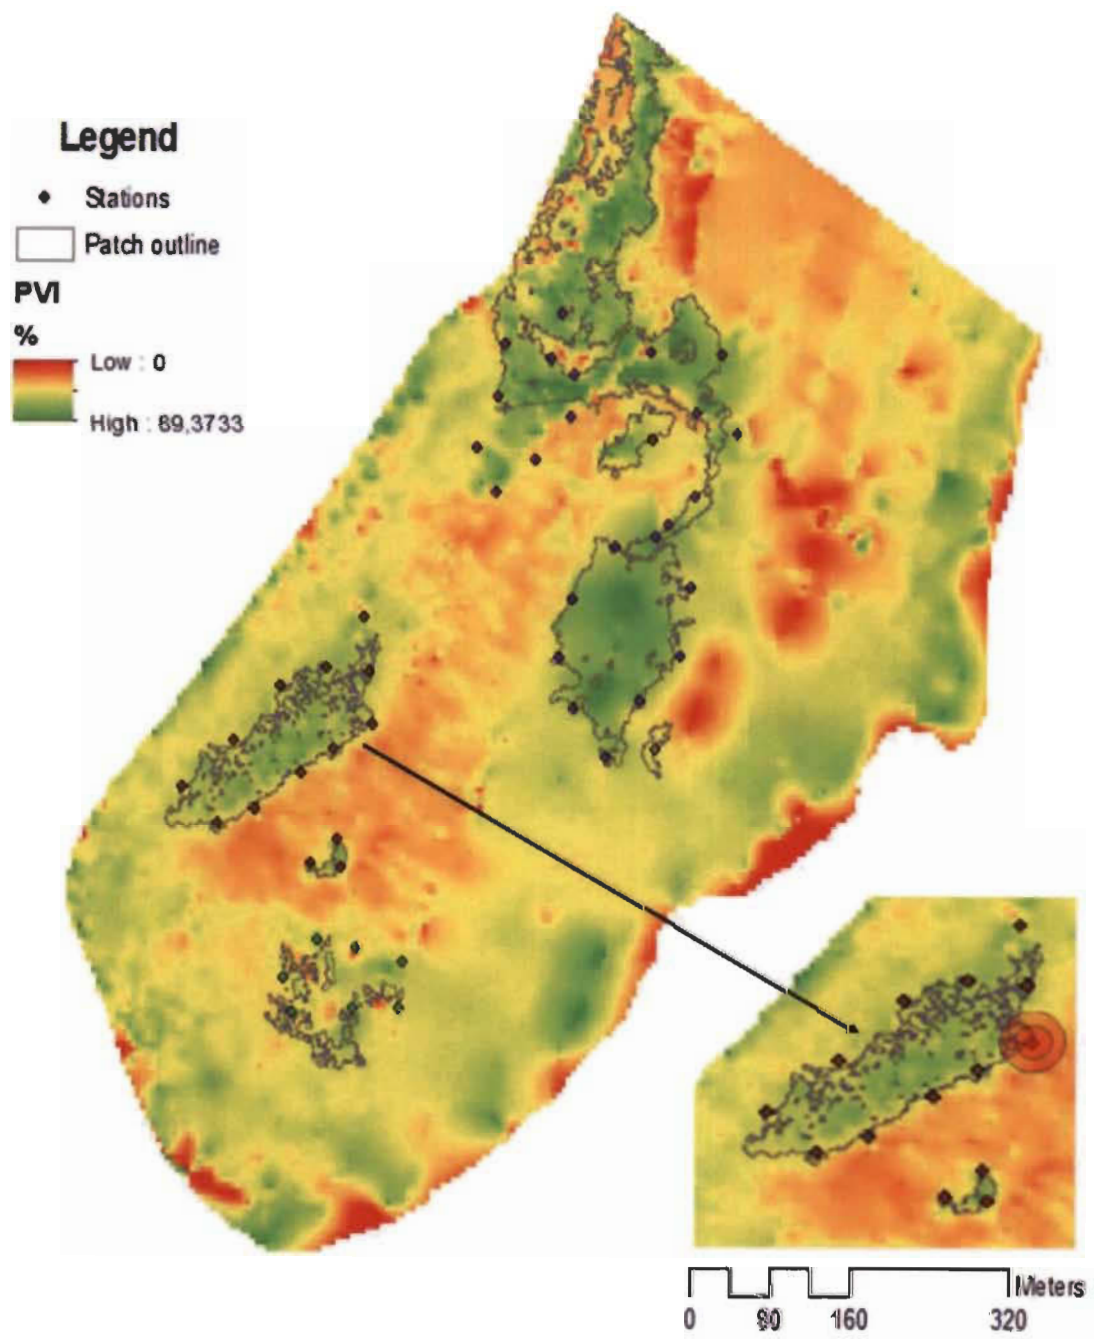 Legend
Stations
Patch outline
PVI
%
Low : 0
High : 89,3733
Meters
0 80 160 320